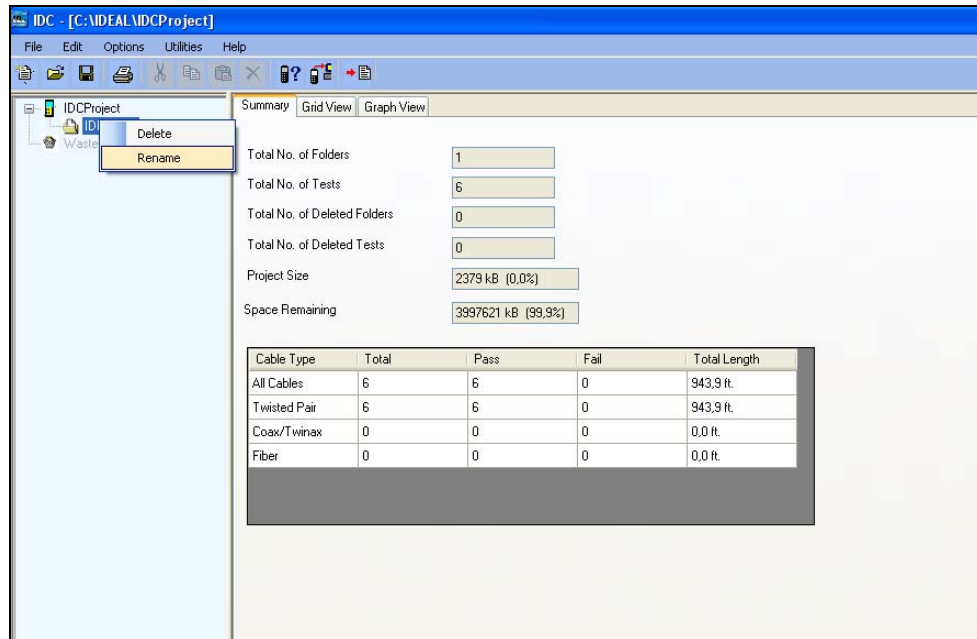 IDC - [C:\IDEAL\IDCProject]
File Edit Options Utilities Help
Summary Grid View Graph View
IDCProject
Delete
Waste
Rename
Total No. of Folders 1
Total No. of Tests 6
Total No. of Deleted Folders 0
Total No. of Deleted Tests 0
Project Size 2379 kB (0,0%)
Space Remaining 3997621 kB (99,9%)
Cable Type Total Pass Fail Total Length
All Cables 6 6 0 943,9 ft.
Twisted Pair 6 6 0 943,9 ft.
Coax/Twinax 0 0 0 0,0 ft.
Fiber 0 0 0 0,0 ft.